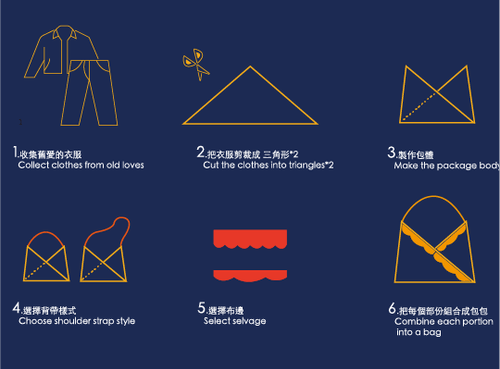 1.收集舊愛的衣服
Collect clothes from old loves
2.把衣服剪裁成 三角形*2
Cut the clothes into triangles*2
3.製作包體
Make the package body
4.選擇背帶樣式
Choose shoulder strap style
5.選擇布邊
Select selvage
6.把每個部份組合成包包
Combine each portion
into a bag